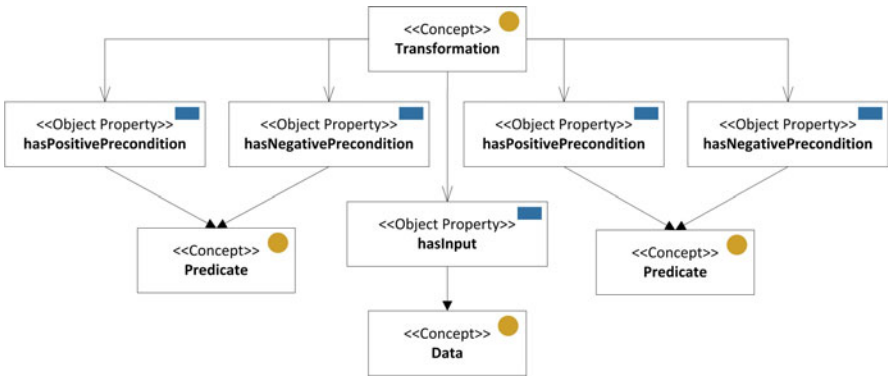 <<Concept>>
Transformation
<<Object Property>>
hasPositivePrecondition
<<Object Property>>
hasNegativePrecondition
<<Object Property>>
hasPositivePrecondition
<<Object Property>>
hasNegativePrecondition
<<Concept>>
Predicate
<<Object Property>>
hasInput
<<Concept>>
Predicate
<<Concept>>
Data